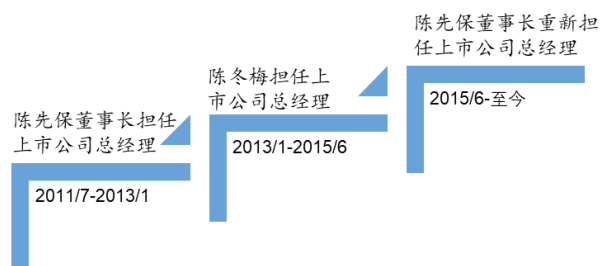 陈先保董事长担任
上市公司总经理
2011/7-2013/1
陈冬梅担任上
市公司总经理
2013/1-2015/6
陈先保董事长重新担
任上市公司总经理
2015/6-至今